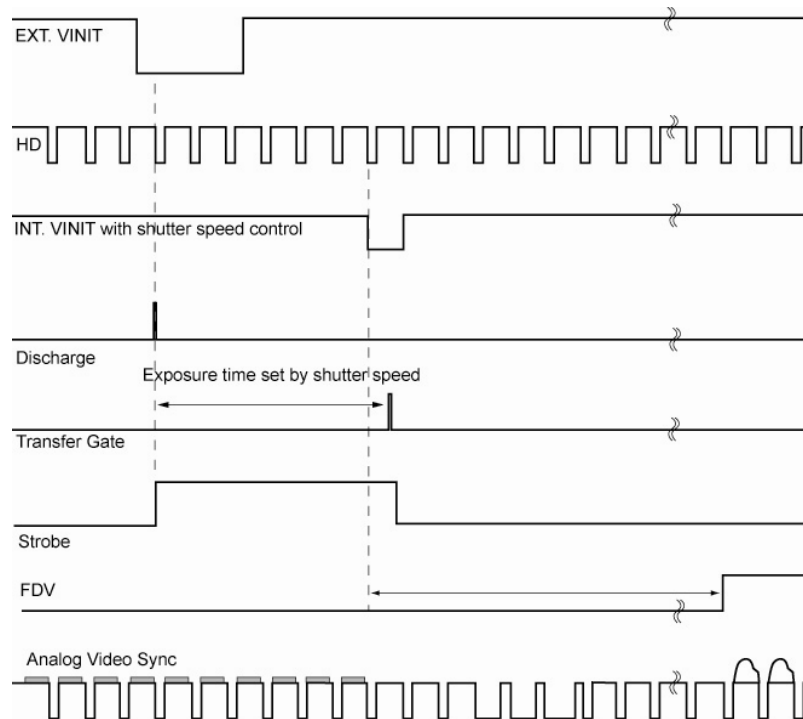 EXT. VINIT
HD
INT. VINIT with shutter speed control
Discharge
Exposure time set by shutter speed
Transfer Gate
Strobe
FDV
Analog Video Sync